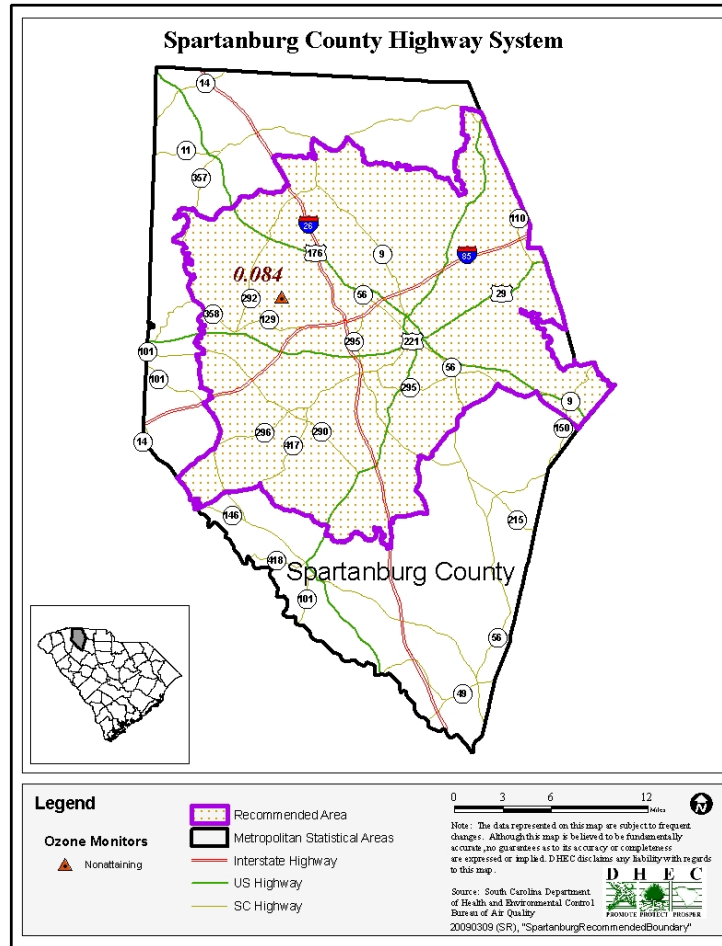 Spartanburg County Highway System
14
11
357
26
110
176
9
85
0.084
292
56
29
358
129
101
295
221
101
56
295
9
14
296
290
417
150
146
215
418
Spartanburg County
101
56
49
Legend
Ozone Monitors
Nonattaining
Recommended Area
Metropolitan Statistical Areas
Interstate Highway
US Highway
SC Highway
0 3 6 12
Miles
N
Note: The data represented on this map are subject to frequent
changes. Although this map is believed to be fundamentally
accurate, no guarantees as to its accuracy or completeness
are expressed or implied. DHEC disclaims any liability with regards
to this map.
Source: South Carolina Department
of Health and Environmental Control
Bureau of Air Quality
D H E C
PROMOTE PROTECT PROSPER
20090309 (SR), "SpartanburgRecommendedBoundary"